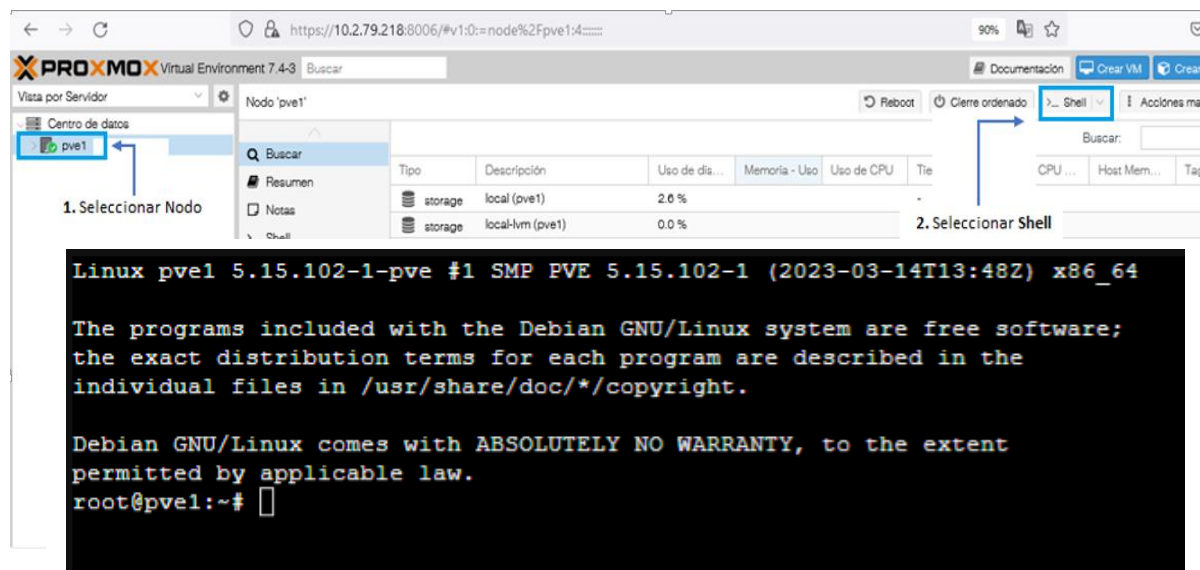 https://10.2.79.218:8006/#v1:0:=node%2Fpve1:4:::::::
90%
PROXMOX Virtual Environment 7.4-3 Buscar
Documentación Crear VM Crear
Vista por Servidor
Nodo 'pve1'
Reboot Cierre ordenado >_ Shell
Centro de datos
pve1
Buscar:
Buscar
Resumen
Notas
Tipo Descripción Uso de dis... Memoria - Uso Uso de CPU Tie CPU ... Host Mem... Tag
storage local (pve1) 2.6 % -
storage local-lvm (pve1) 0.0 %
1. Seleccionar Nodo
2. Seleccionar Shell
Linux pve1 5.15.102-1-pve #1 SMP PVE 5.15.102-1 (2023-03-14T13:48Z) x86_64
The programs included with the Debian GNU/Linux system are free software;
the exact distribution terms for each program are described in the
individual files in /usr/share/doc/*/copyright.
Debian GNU/Linux comes with ABSOLUTELY NO WARRANTY, to the extent
permitted by applicable law.
root@pve1:~#